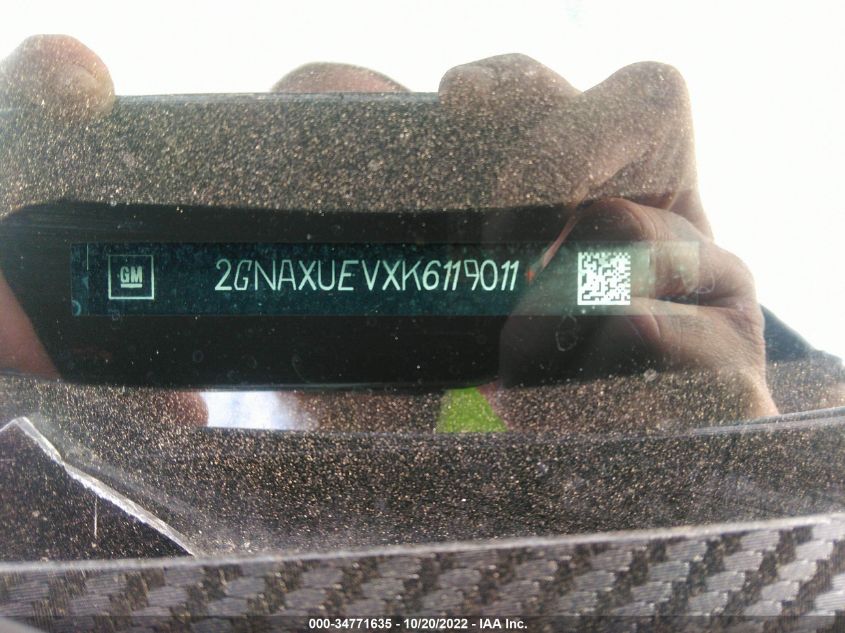 GM 2GNAXUEVXK6119011
000-34771635 - 10/20/2022 - IAA Inc.